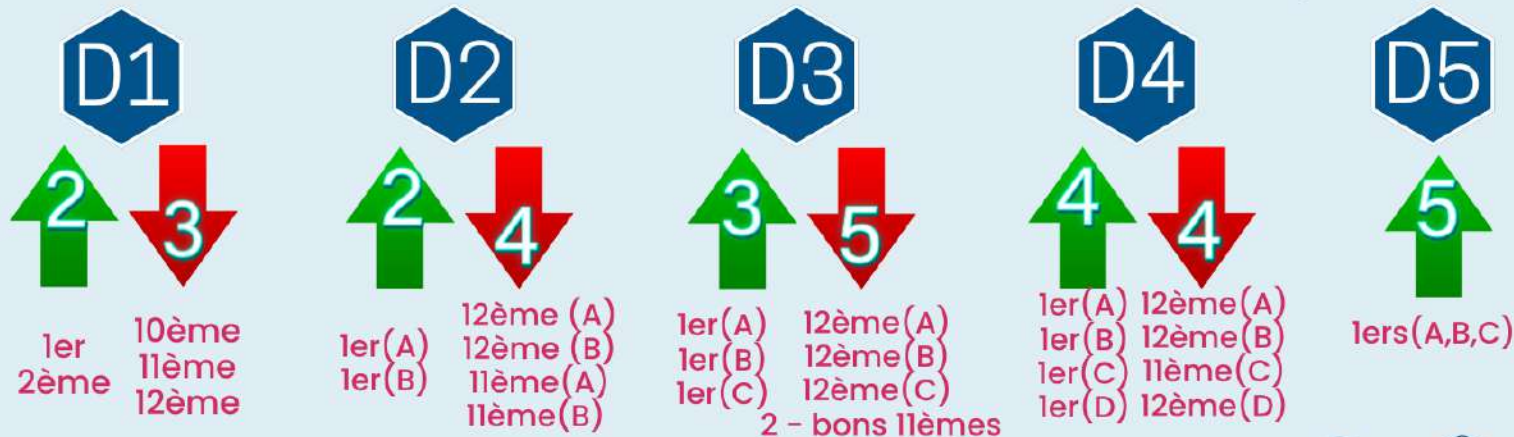 D1
2
3
1er
2ème
10ème
11ème
12ème
D2
2
4
1er(A)
1er(B)
12ème (A)
12ème (B)
11ème(A)
11ème(B)
D3
3
5
1er(A)
1er(B)
1er(C)
12ème(A)
12ème(B)
12ème(C)
2 - bons 11èmes
D4
4
4
1er(A)
1er(B)
1er(C)
1er(D)
12ème(A)
12ème(B)
11ème(C)
12ème(D)
D5
5
1ers(A,B,C)